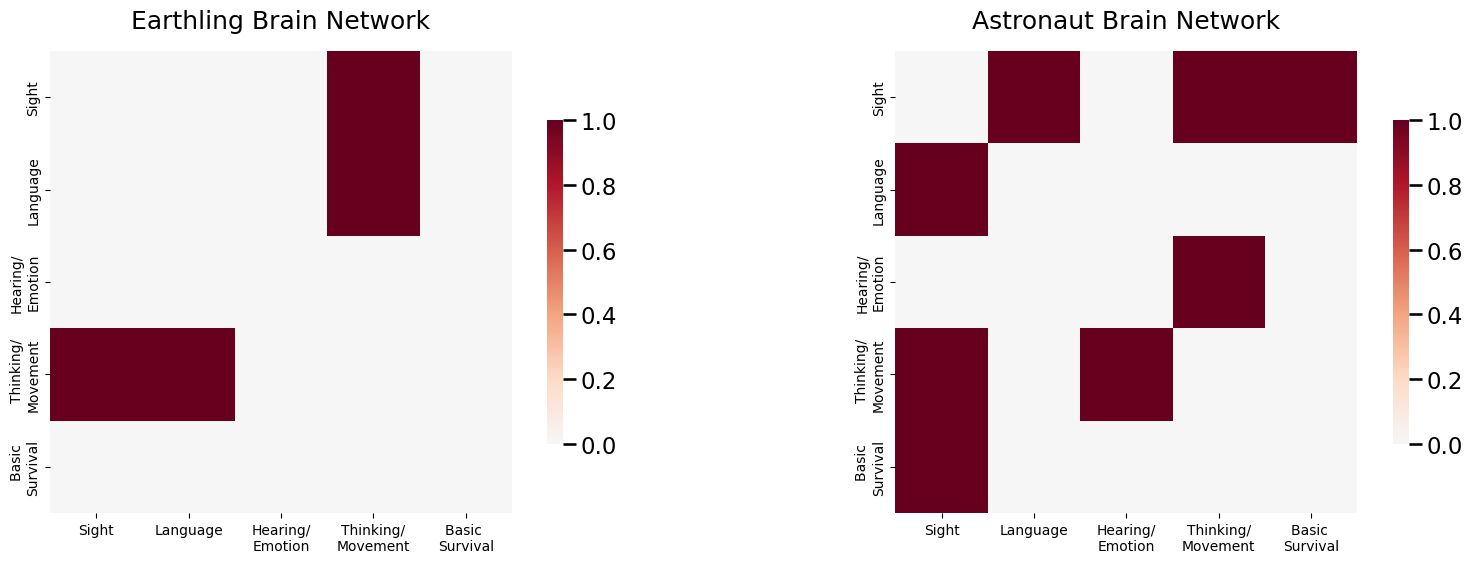 Earthling Brain Network
Sight
Language
Hearing/
Emotion
Thinking/
Movement
Basic
Survival
Sight
Language
Hearing/
Emotion
Thinking/
Movement
Basic
Survival
1.0
0.8
0.6
0.4
0.2
0.0
Astronaut Brain Network
Sight
Language
Hearing/
Emotion
Thinking/
Movement
Basic
Survival
Sight
Language
Hearing/
Emotion
Thinking/
Movement
Basic
Survival
1.0
0.8
0.6
0.4
0.2
0.0